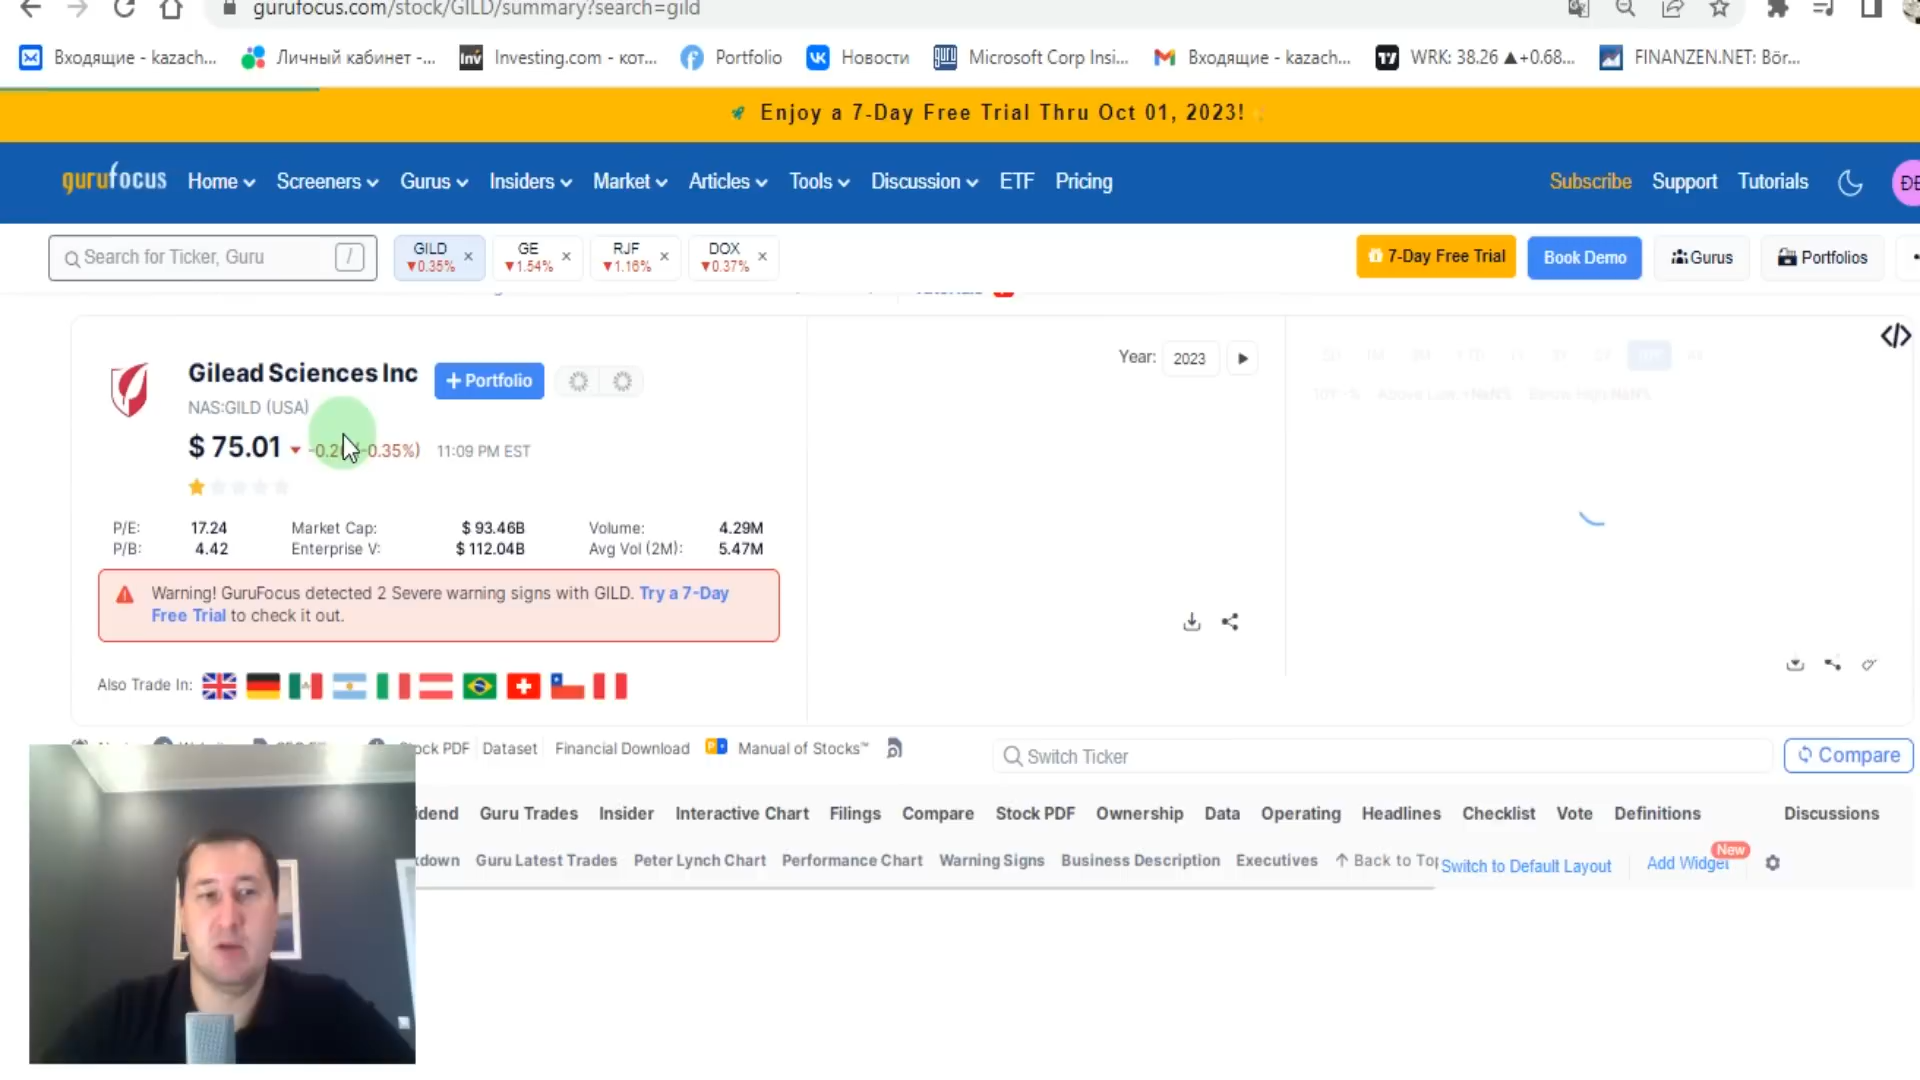 gurufocus.com/stock/GILD/summary?search=gild
Входящие - kazach... Личный кабинет -... Inv Investing.com - кот... Portfolio Новости guru Microsoft Corp Insi... Входящие - kazach... WRK: 38.26 ▲+0.68... FINANZEN.NET: Bör...
Enjoy a 7-Day Free Trial Thru Oct 01, 2023!
gurufocus Home Screeners Gurus Insiders Market Articles Tools Discussion ETF Pricing Subscribe Support Tutorials
Search for Ticker, Guru / GILD × GE × RJF × DOX × 7-Day Free Trial Book Demo Gurus Portfolios
▼0.35% ▼1.54% ▼1.16% ▼0.37%
Gilead Sciences Inc + Portfolio
NAS:GILD (USA)
$ 75.01 0.35%) 11:09 PM EST
P/E: 17.24 Market Cap: $ 93.46B Volume: 4.29M
P/B: 4.42 Enterprise V: $ 112.04B Avg Vol (2M): 5.47M
Warning! GuruFocus detected 2 Severe warning signs with GILD. Try a 7-Day
Free Trial to check it out.
Also Trade In:
Year: 2023
Stock PDF Dataset Financial Download Manual of Stocks™ Switch Ticker Compare
Guru Trades Insider Interactive Chart Filings Compare Stock PDF Ownership Data Operating Headlines Checklist Vote Definitions Discussions
Guru Latest Trades Peter Lynch Chart Performance Chart Warning Signs Business Description Executives Back to Top Switch to Default Layout Add Widget New